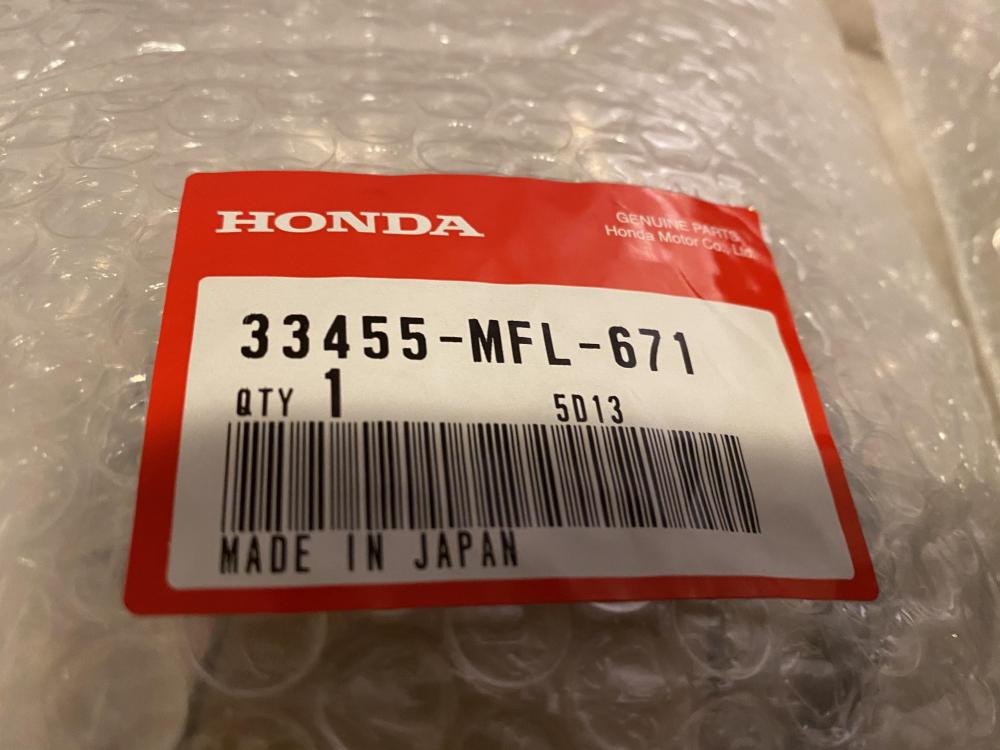 HONDA
GENUINE PARTS
Honda Motor Co., Ltd.
33455-MFL-671
QTY 1 5D13
MADE IN JAPAN